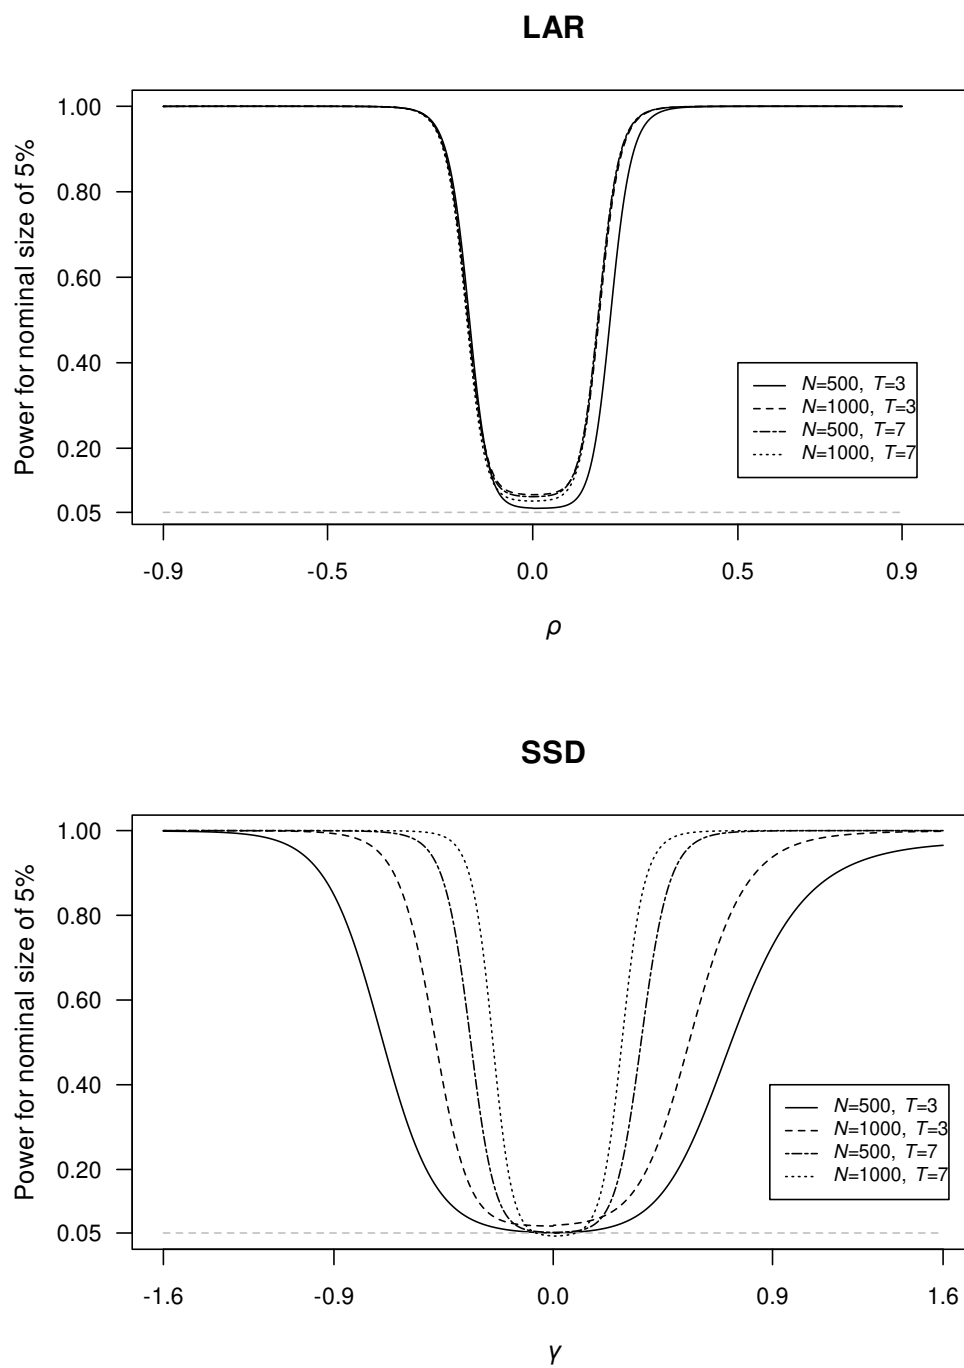 LAR
Power for nominal size of 5%
1.00
0.80
0.60
0.40
0.20
0.05
N=500, T=3
N=1000, T=3
N=500, T=7
N=1000, T=7
-0.9 -0.5 0.0 0.5 0.9
ρ
SSD
Power for nominal size of 5%
1.00
0.80
0.60
0.40
0.20
0.05
N=500, T=3
N=1000, T=3
N=500, T=7
N=1000, T=7
-1.6 -0.9 0.0 0.9 1.6
γ